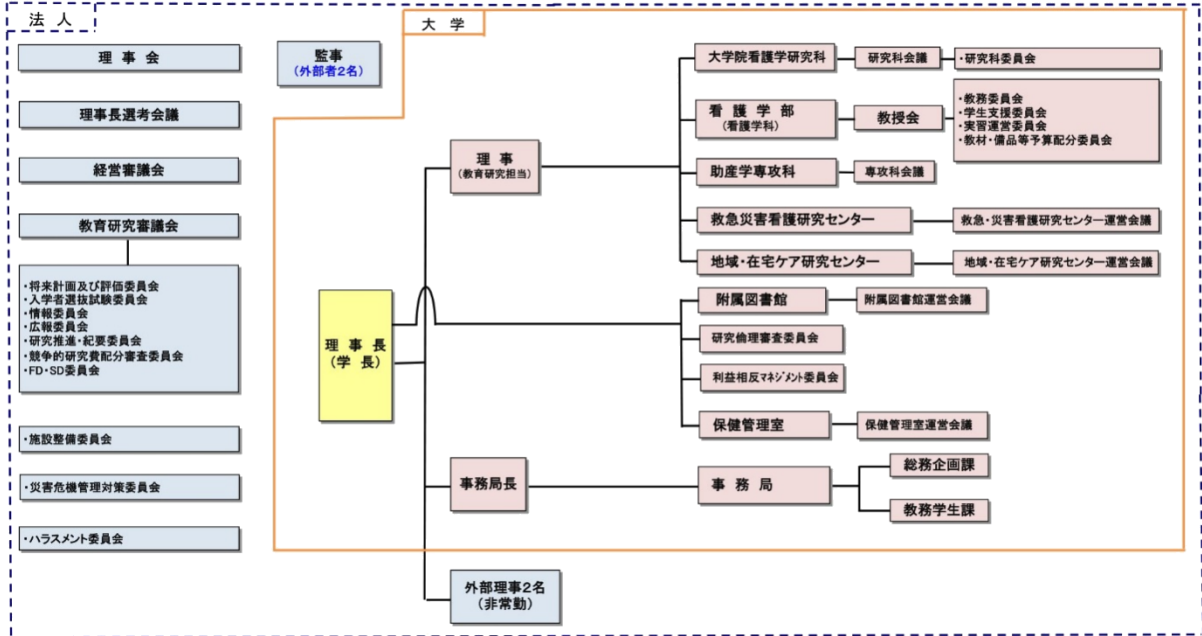 法人
大学
理事会
理事長選考会議
経営審議会
教育研究審議会
・将来計画及び評価委員会
・入学者選抜試験委員会
・情報委員会
・広報委員会
・研究推進・紀要委員会
・競争的研究費配分審査委員会
・FD・SD委員会
・施設整備委員会
・災害危機管理対策委員会
・ハラスメント委員会
監事
(外部者2名)
理事長
(学長)
理事
(教育研究担当)
大学院看護学研究科
研究科会議
・研究科委員会
看護学部
(看護学科)
教授会
・教務委員会
・学生支援委員会
・実習運営委員会
・教材・備品等予算配分委員会
助産学専攻科
専攻科会議
救急災害看護研究センター
救急・災害看護研究センター運営会議
地域・在宅ケア研究センター
地域・在宅ケア研究センター運営会議
附属図書館
附属図書館運営会議
研究倫理審査委員会
利益相反マネジメント委員会
保健管理室
保健管理室運営会議
事務局長
事務局
総務企画課
教務学生課
外部理事2名
(非常勤)